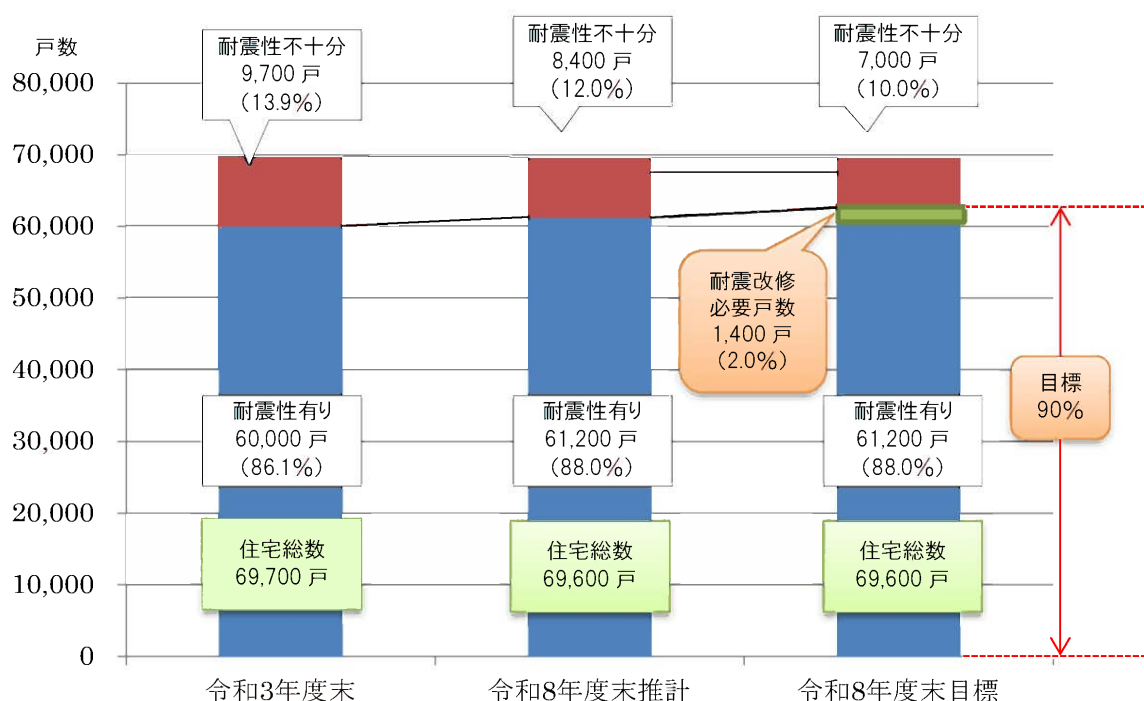 戸数
80,000
70,000
60,000
50,000
40,000
30,000
20,000
10,000
0
耐震性不十分
9,700 戸
(13.9%)
耐震性不十分
8,400 戸
(12.0%)
耐震性不十分
7,000 戸
(10.0%)
耐震改修
必要戸数
1,400 戸
(2.0%)
目標
90%
耐震性有り
60,000 戸
(86.1%)
耐震性有り
61,200 戸
(88.0%)
耐震性有り
61,200 戸
(88.0%)
住宅総数
69,700 戸
住宅総数
69,600 戸
住宅総数
69,600 戸
令和3年度末
令和8年度末推計
令和8年度末目標